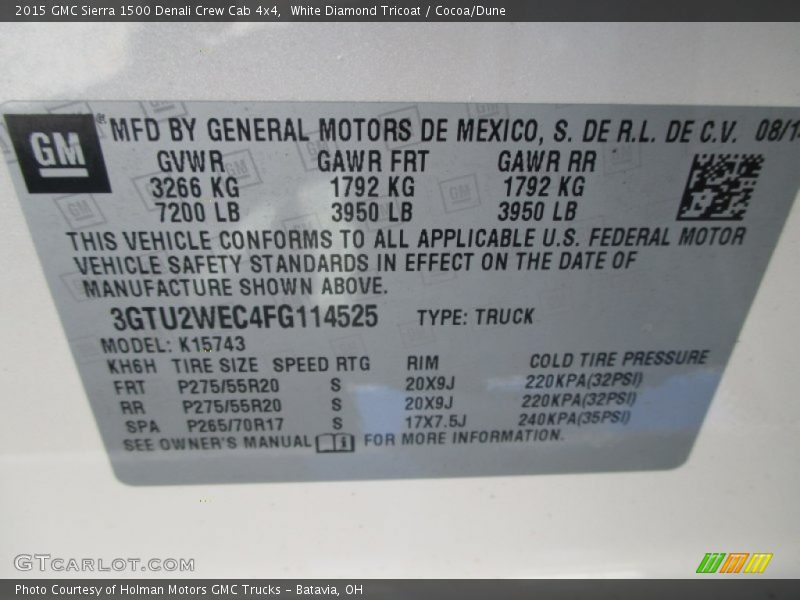 2015 GMC Sierra 1500 Denali Crew Cab 4x4, White Diamond Tricoat / Cocoa/Dune
GM
MFD BY GENERAL MOTORS DE MEXICO, S. DE R.L. DE C.V. 08/1
GVWR GAWR FRT GAWR RR
3266 KG 1792 KG 1792 KG
7200 LB 3950 LB 3950 LB
THIS VEHICLE CONFORMS TO ALL APPLICABLE U.S. FEDERAL MOTOR
VEHICLE SAFETY STANDARDS IN EFFECT ON THE DATE OF
MANUFACTURE SHOWN ABOVE.
3GTU2WEC4FG114525 TYPE: TRUCK
MODEL: K15743
KH6H TIRE SIZE SPEED RTG RIM COLD TIRE PRESSURE
FRT P275/55R20 S 20X9J 220KPA(32PSI)
RR P275/55R20 S 20X9J 220KPA(32PSI)
SPA P265/70R17 S 17X7.5J 240KPA(35PSI)
SEE OWNER'S MANUAL FOR MORE INFORMATION.
GTCARLOT.COM
Photo Courtesy of Holman Motors GMC Trucks - Batavia, OH